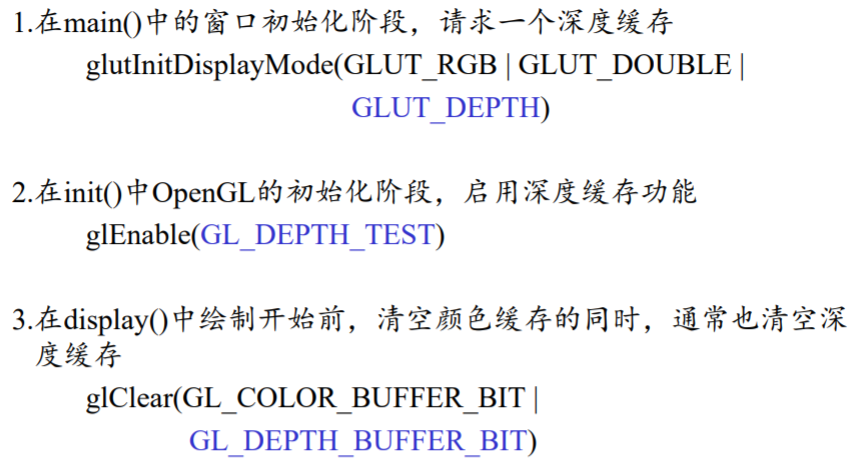 1.在main()中的窗口初始化阶段，请求一个深度缓存
glutInitDisplayMode(GLUT_RGB | GLUT_DOUBLE |
GLUT_DEPTH)
2.在init()中OpenGL的初始化阶段，启用深度缓存功能
glEnable(GL_DEPTH_TEST)
3.在display()中绘制开始前，清空颜色缓存的同时，通常也清空深
度缓存
glClear(GL_COLOR_BUFFER_BIT |
GL_DEPTH_BUFFER_BIT)